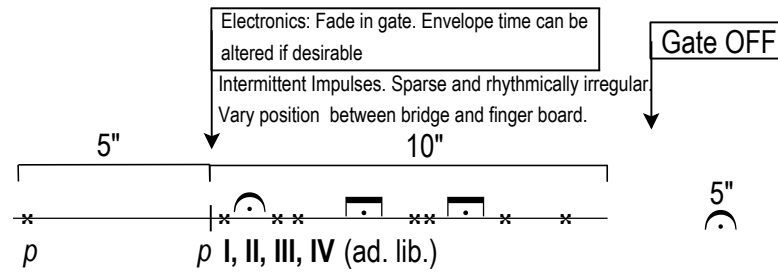 Electronics: Fade in gate. Envelope time can be
altered if desirable
Gate OFF
Intermittent Impulses. Sparse and rhythmically irregular.
Vary position between bridge and finger board.
5"
10"
5"
p
p I, II, III, IV (ad. lib.)